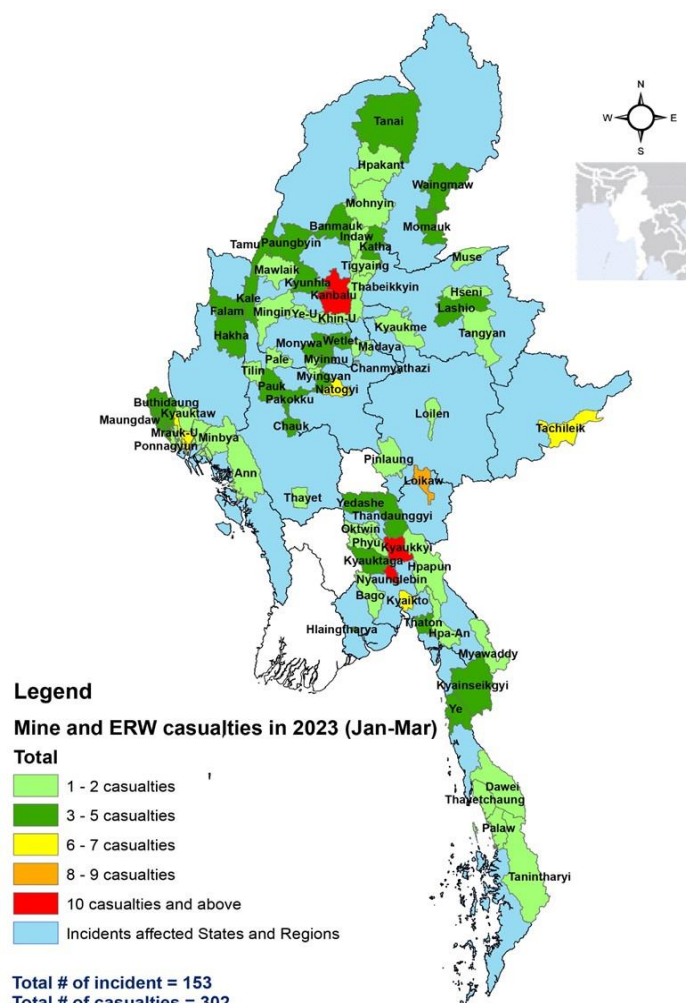 N
W E
S
Tanai
Hpakant
Waingmaw
Mohnyin
Banmauk
Momauk
Indaw
Tamu
Paungbyin
Katha
Muse
Mawlaik
Tigyaing
Kyunhla
Kanbalu
Thabeikkyin
Hseni
Kale
Lashio
Falam
Mingin
Ye-U
Khin-U
Kyaukme
Tangyan
Hakha
Monywa
Wetlet
Madaya
Pale
Myinmu
Chanmyathazi
Tilin
Myingyan
Pauk
Natogyi
Pakokku
Buthidaung
Kyauktaw
Loilen
Maungdaw
Chauk
Tachileik
Mrauk-U
Minbya
Ponnagyun
Pinlaung
Ann
Loikaw
Thayet
Yedashe
Thandaunggyi
Oktwin
Phyu
Kyaukkyi
Kyauktaga
Hpapun
Nyaunglebin
Bago
Kyaikto
Thaton
Hlaingtharya
Hpa-An
Myawaddy
Kyainseikgyi
Ye
Dawei
Thayetchaung
Palaw
Tanintharyi
Legend
Mine and ERW casualties in 2023 (Jan-Mar)
Total
1 - 2 casualties
3 - 5 casualties
6 - 7 casualties
8 - 9 casualties
10 casualties and above
Incidents affected States and Regions
Total # of incident = 153
Total # of casualties = 302